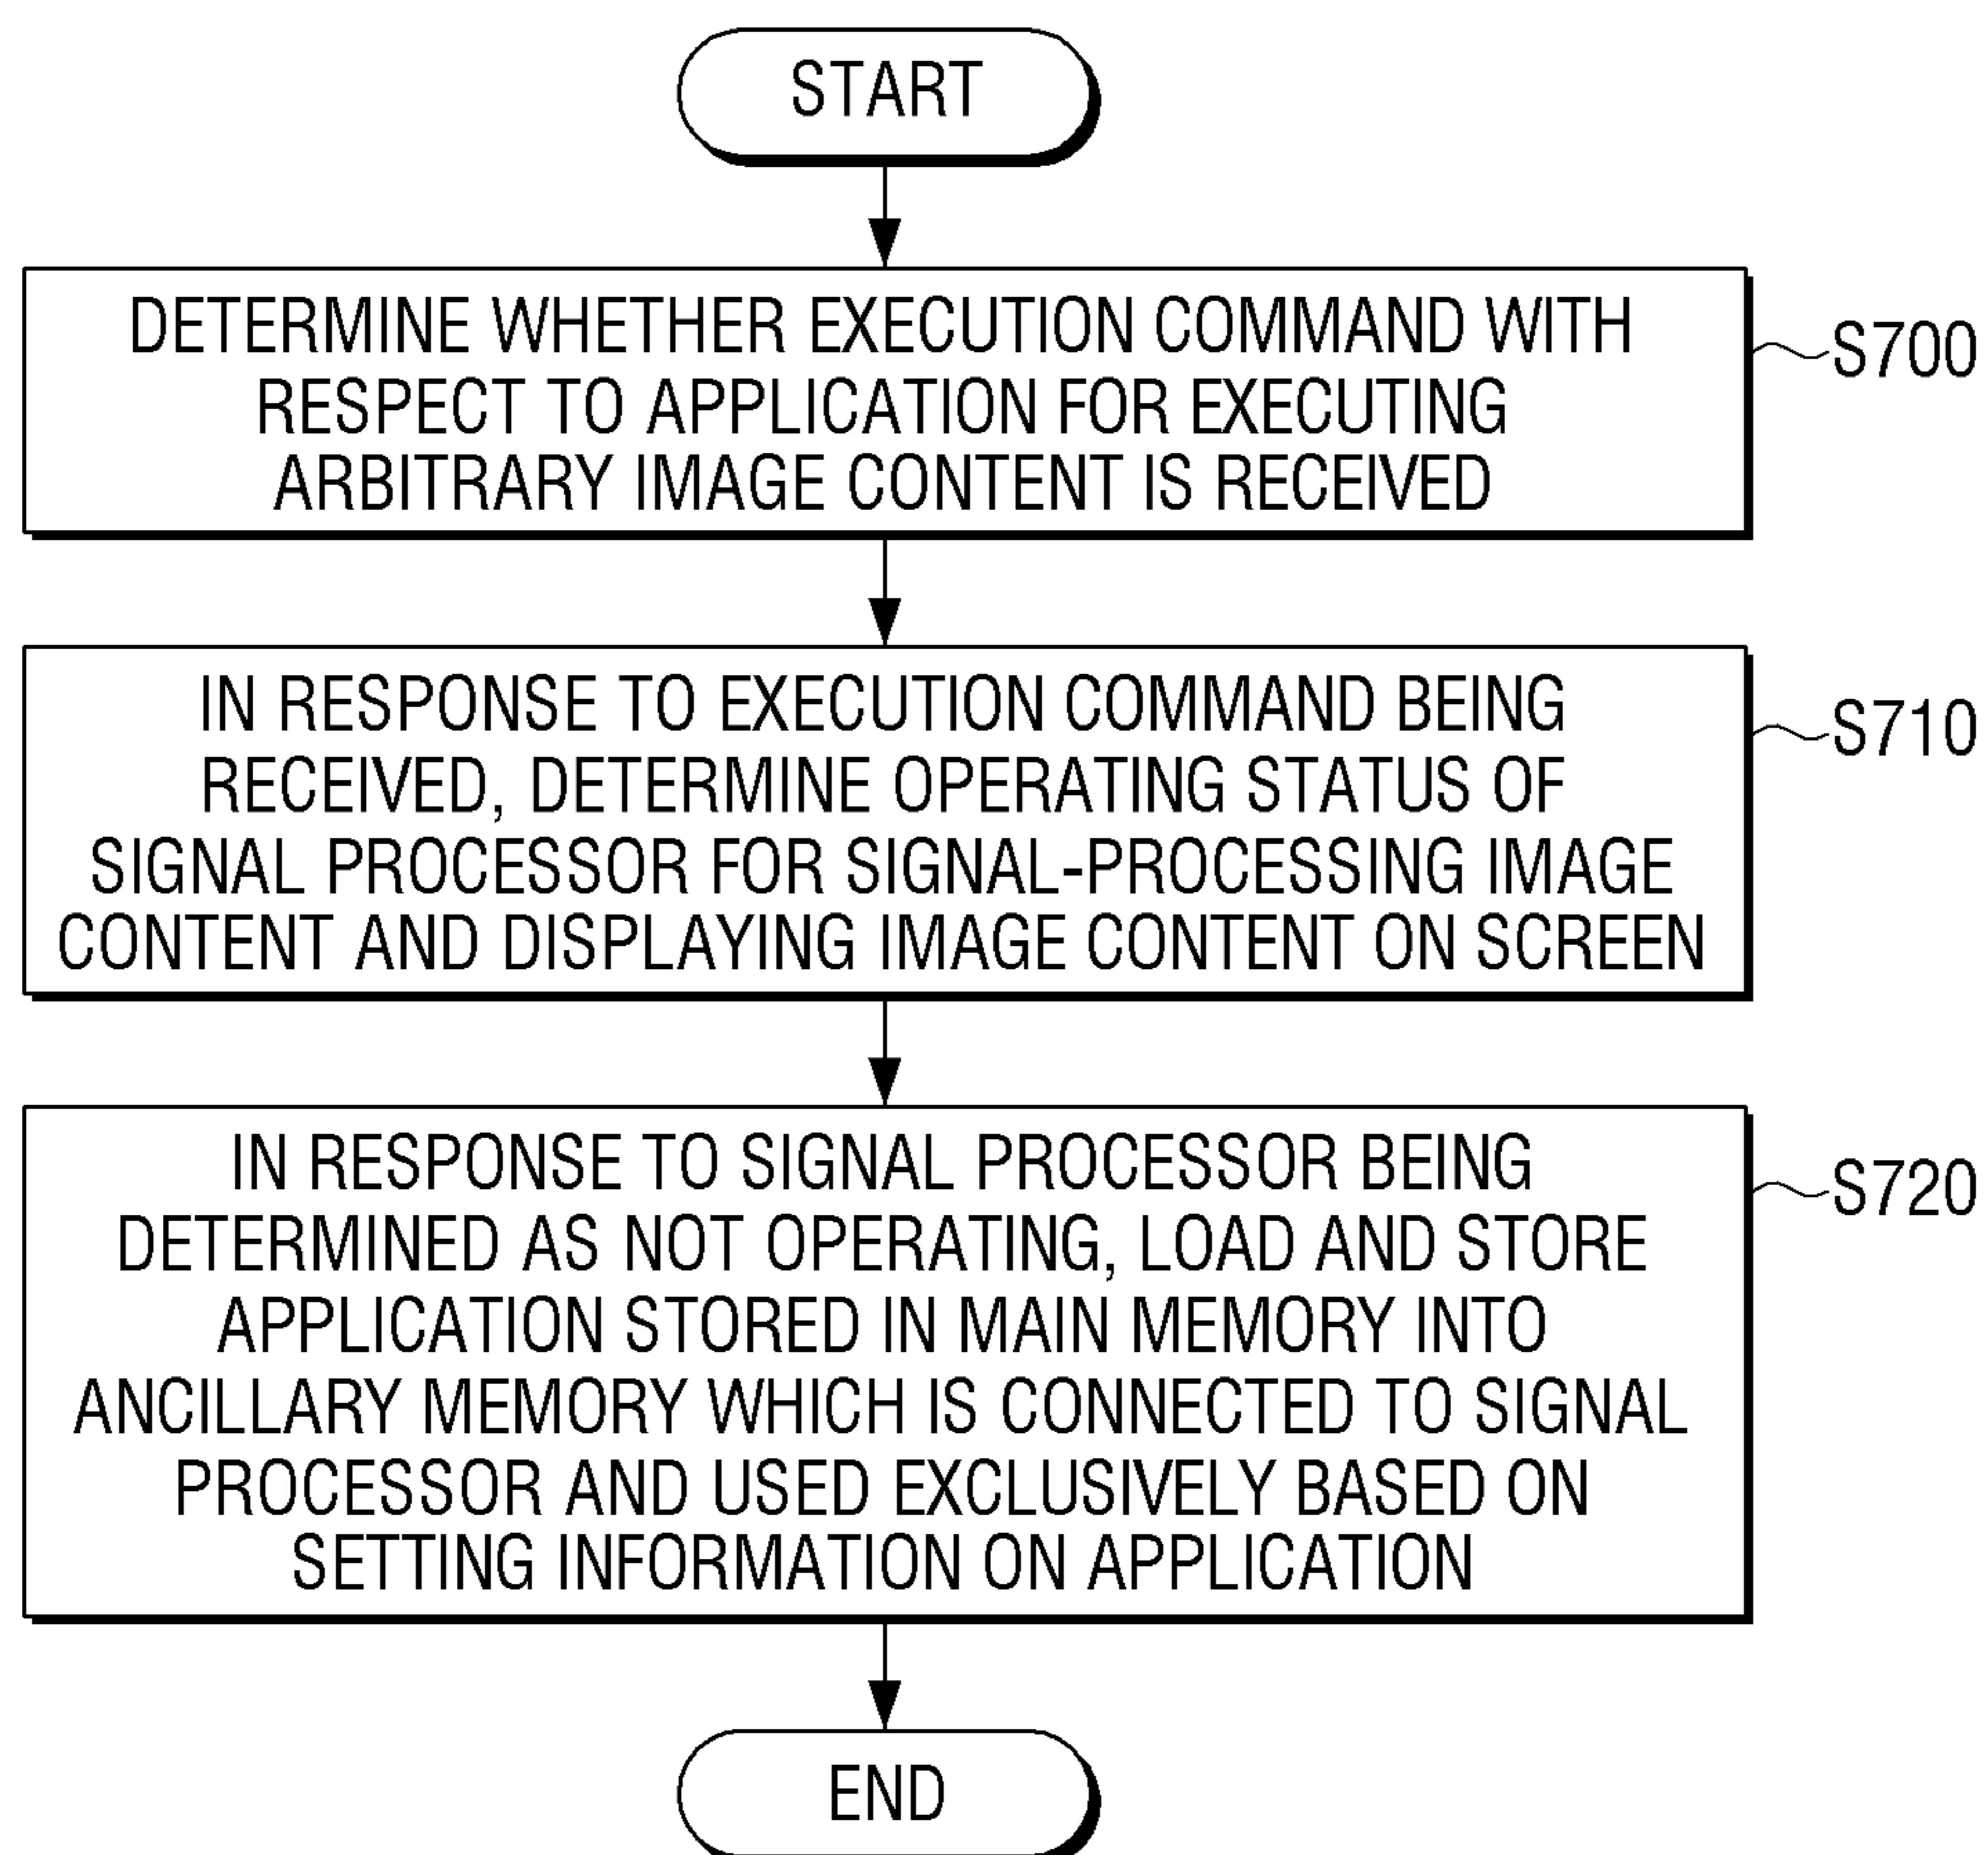 START
DETERMINE WHETHER EXECUTION COMMAND WITH
RESPECT TO APPLICATION FOR EXECUTING
ARBITRARY IMAGE CONTENT IS RECEIVED
S700
IN RESPONSE TO EXECUTION COMMAND BEING
RECEIVED, DETERMINE OPERATING STATUS OF
SIGNAL PROCESSOR FOR SIGNAL-PROCESSING IMAGE
CONTENT AND DISPLAYING IMAGE CONTENT ON SCREEN
S710
IN RESPONSE TO SIGNAL PROCESSOR BEING
DETERMINED AS NOT OPERATING, LOAD AND STORE
APPLICATION STORED IN MAIN MEMORY INTO
ANCILLARY MEMORY WHICH IS CONNECTED TO SIGNAL
PROCESSOR AND USED EXCLUSIVELY BASED ON
SETTING INFORMATION ON APPLICATION
S720
END